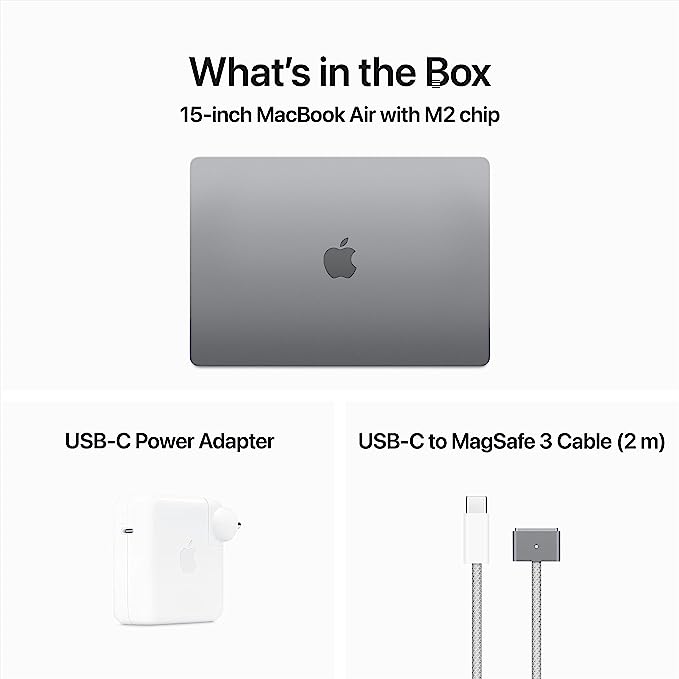 What's in the Box
15-inch MacBook Air with M2 chip
USB-C Power Adapter
USB-C to MagSafe 3 Cable (2 m)